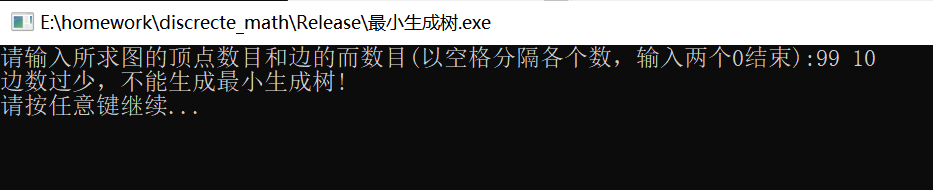 E:\homework\discrecte_math\Release\最小生成树.exe
请输入所求图的顶点数目和边的而数目(以空格分隔各个数，输入两个0结束):99 10
边数过少，不能生成最小生成树!
请按任意键继续...